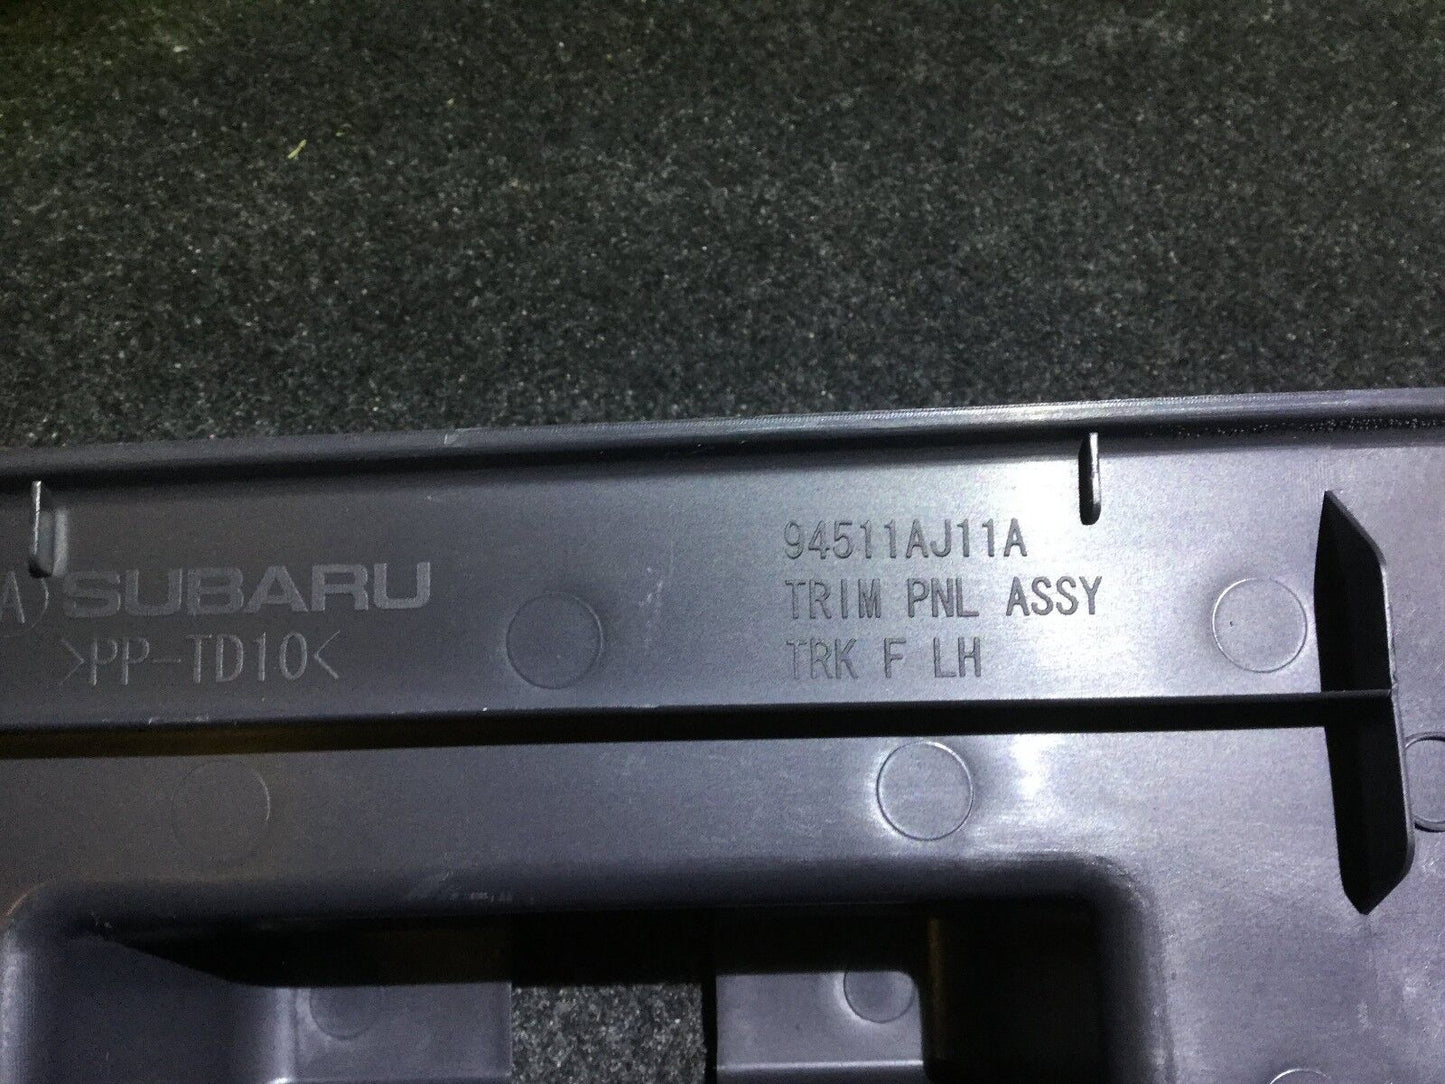 SUBARU
>PP-TD10<
94511AJ11A
TRIM PNL ASSY
TRK F LH